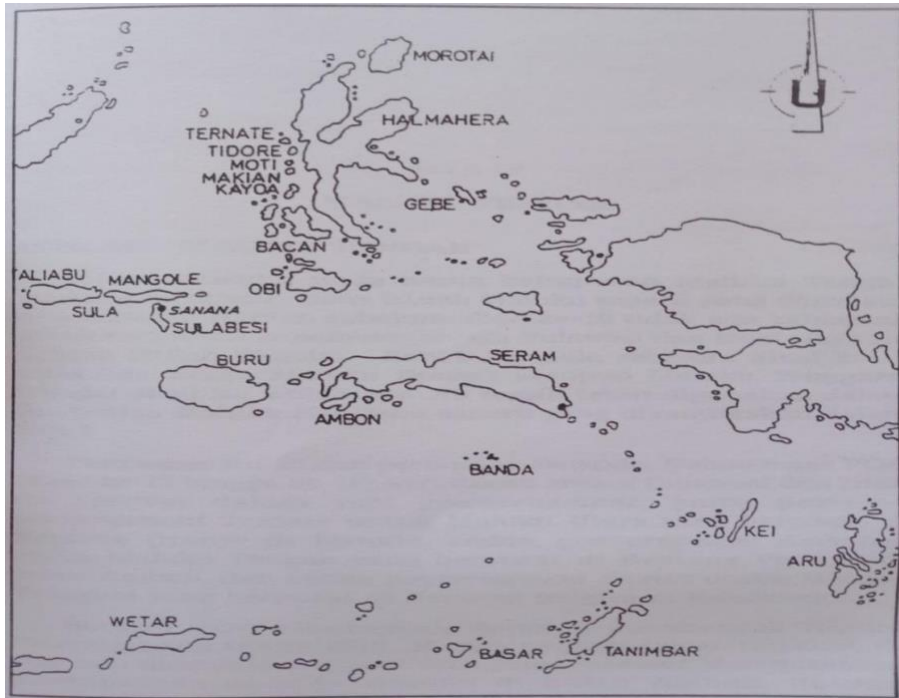 MOROTAI
U
HALMAHERA
TERNATE
TIDORE
MOTI
MAKIAN
KAYOA
GEBE
BACAN
TALIABU
MANGOLE
OBI
SULA
SANANA
SULABESI
BURU
SERAM
AMBON
BANDA
KEI
ARU
WETAR
BASAR
TANIMBAR